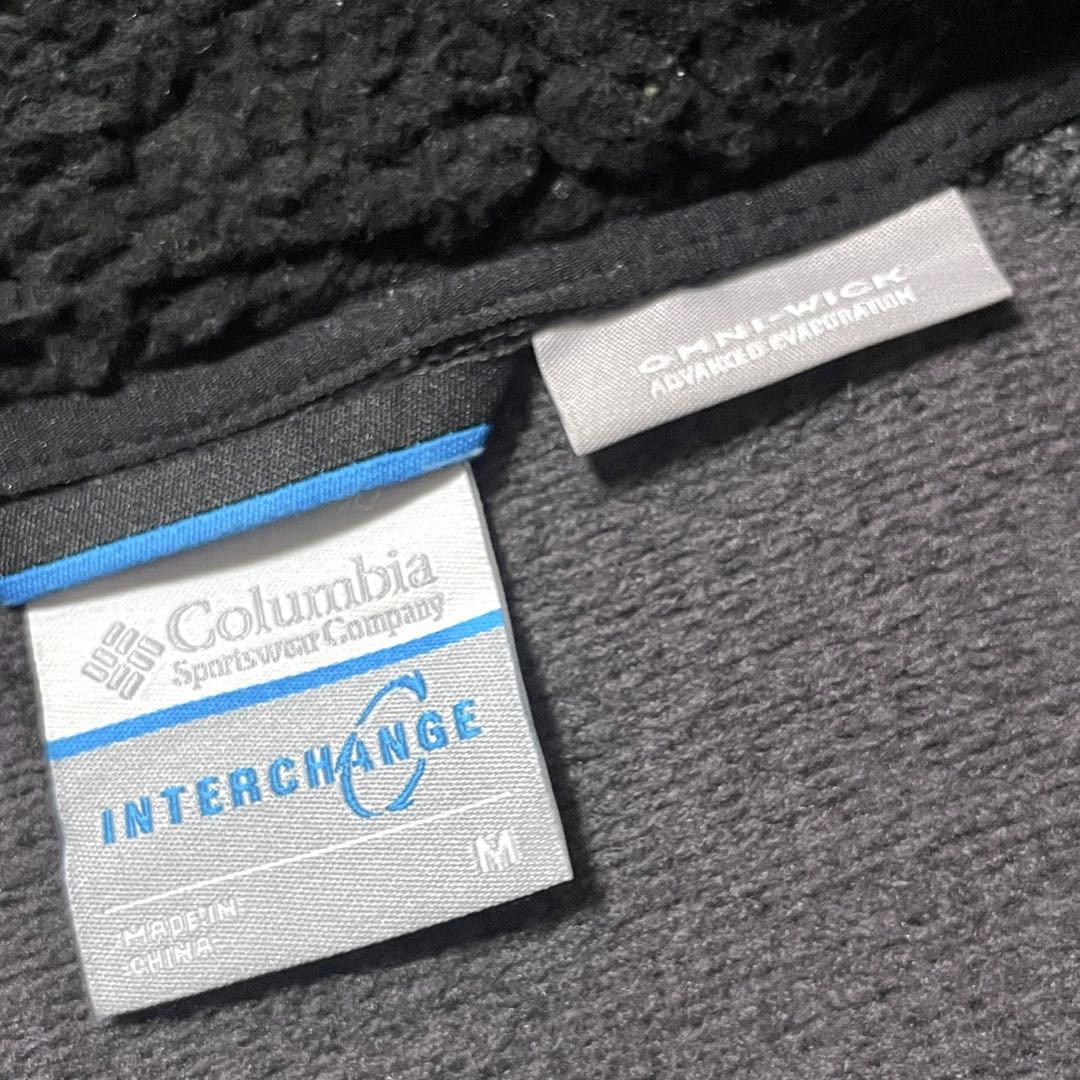 OMNI-WICK
ADVANCED EVAPORATION
Columbia
Sportswear Company
INTERCHANGE
M
MADE IN
CHINA